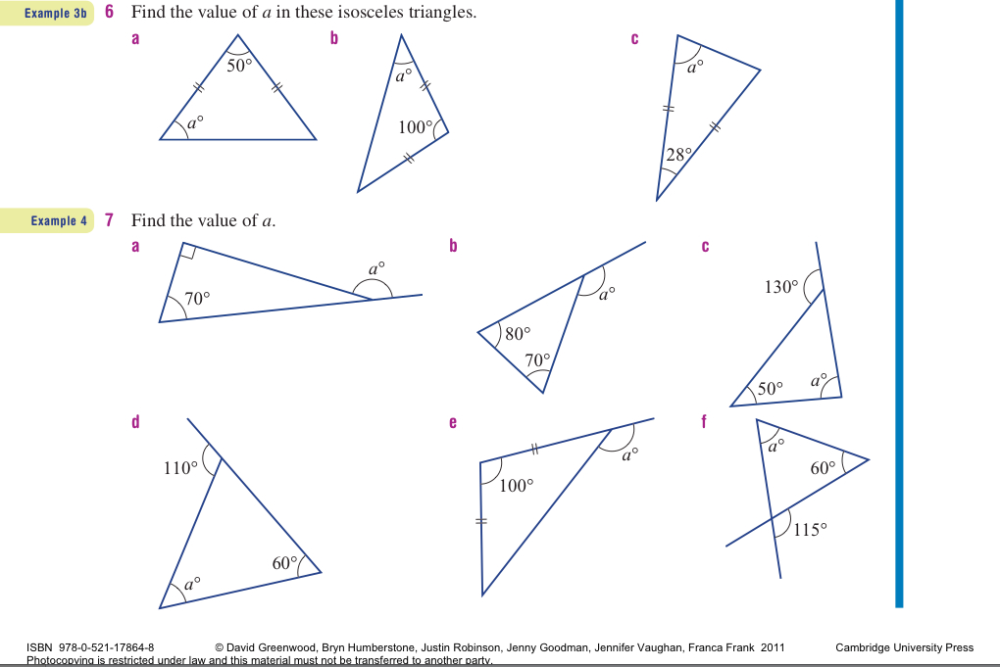 Example 3b 6 Find the value of a in these isosceles triangles.
a b c
50° a°
a° 100°
a° 28°
Example 4 7 Find the value of a.
a b c
70° a°
80° 70° a°
130° 50° a°
d e f
110° 60° a°
100° a°
a° 60° 115°
ISBN 978-0-521-17864-8 © David Greenwood, Bryn Humberstone, Justin Robinson, Jenny Goodman, Jennifer Vaughan, Franca Frank 2011 Cambridge University Press
Photocopying is restricted under law and this material must not be transferred to another party.